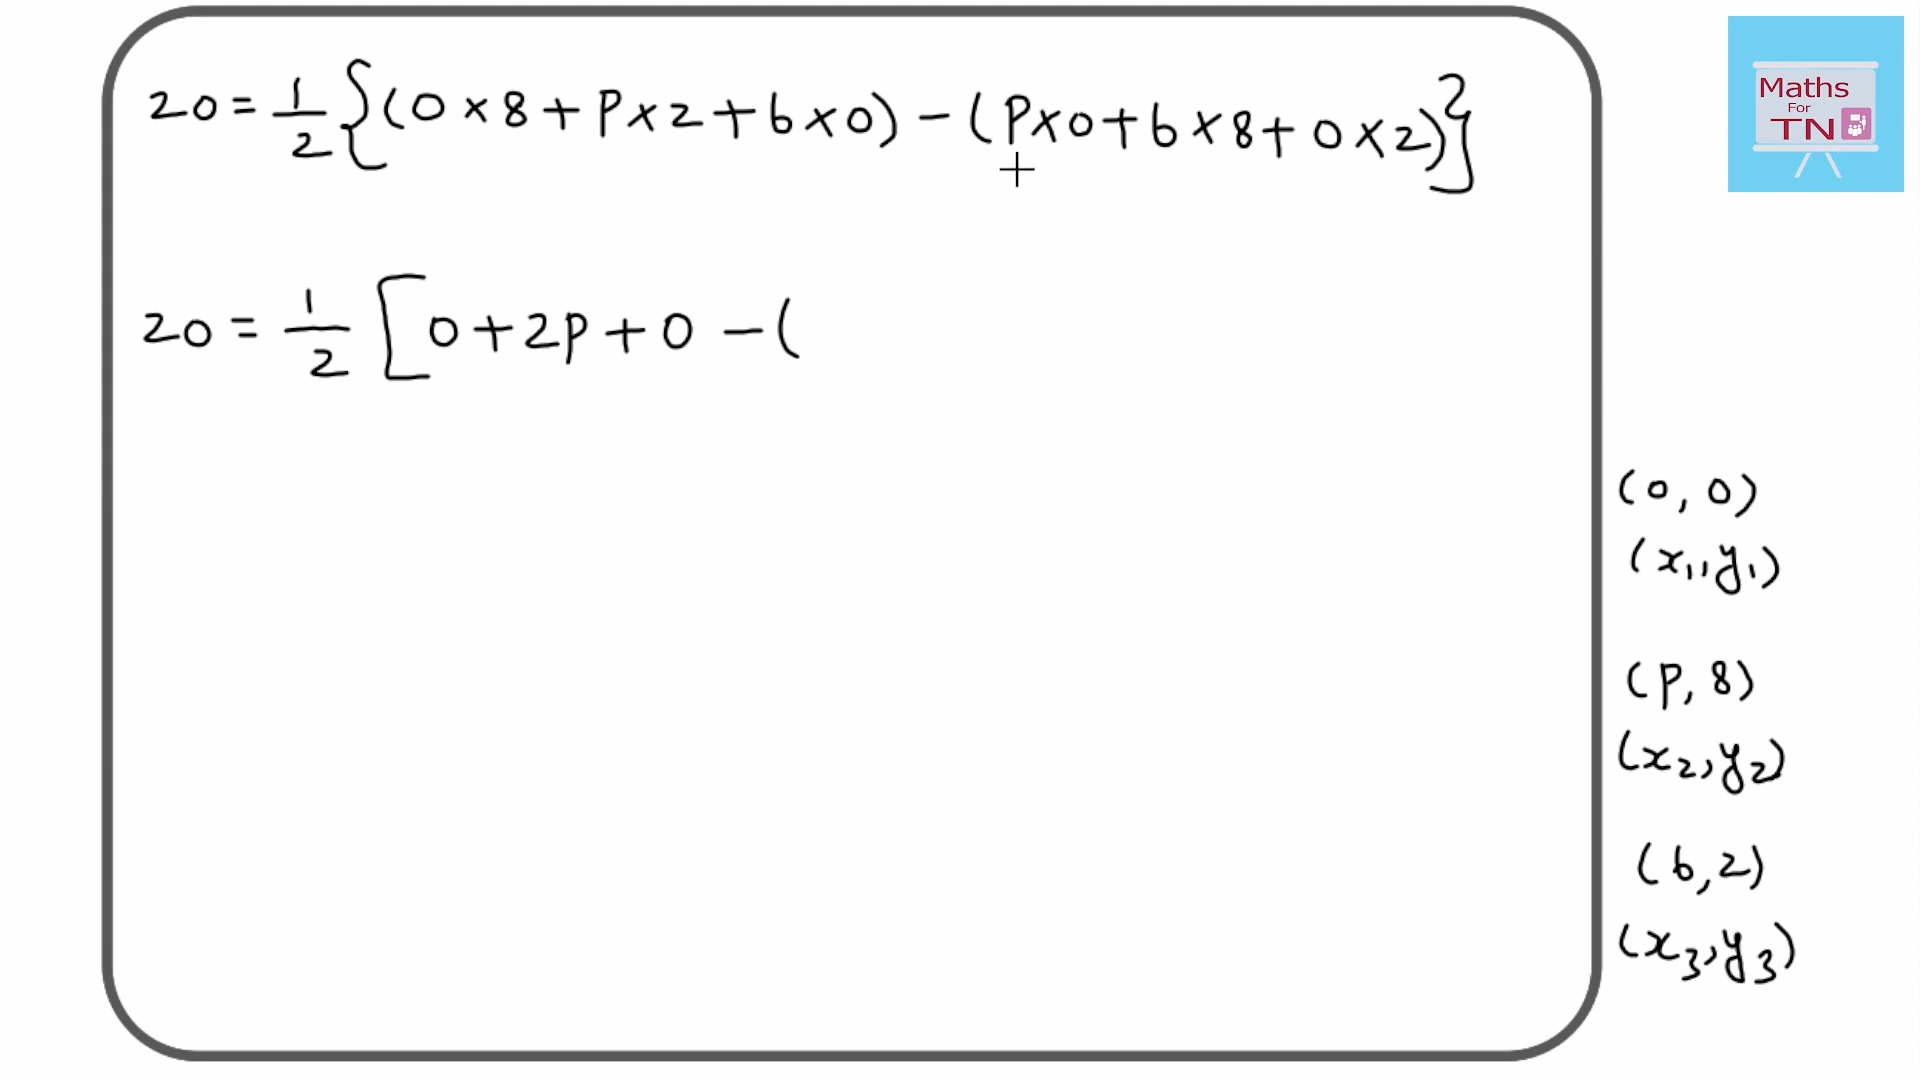 20 = 1/2 {(0 × 8 + P × 2 + 6 × 0) − (P × 0 + 6 × 8 + 0 × 2)}
20 = 1/2 [0 + 2P + 0 − (
Maths
For
TN
(0, 0)
(x₁, y₁)
(P, 8)
(x₂, y₂)
(6, 2)
(x₃, y₃)